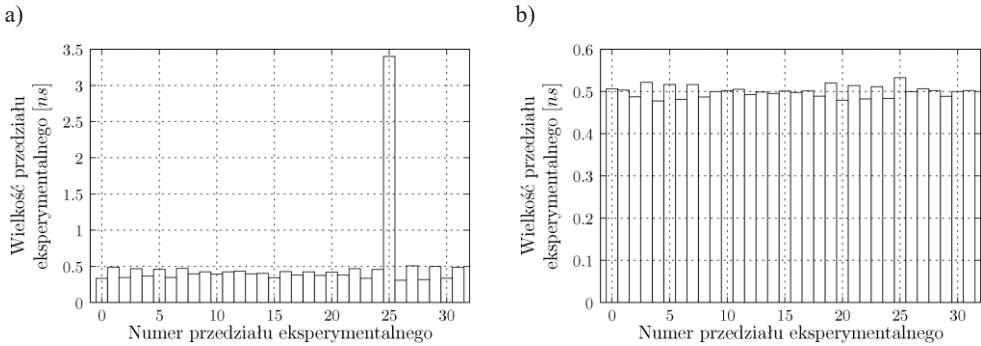 a)
Wielkość przedziału
eksperymentalnego [ns]
3.5
3
2.5
2
1.5
1
0.5
0
0 5 10 15 20 25 30
Numer przedziału eksperymentalnego
b)
Wielkość przedziału
eksperymentalnego [ns]
0.6
0.5
0.4
0.3
0.2
0.1
0
0 5 10 15 20 25 30
Numer przedziału eksperymentalnego